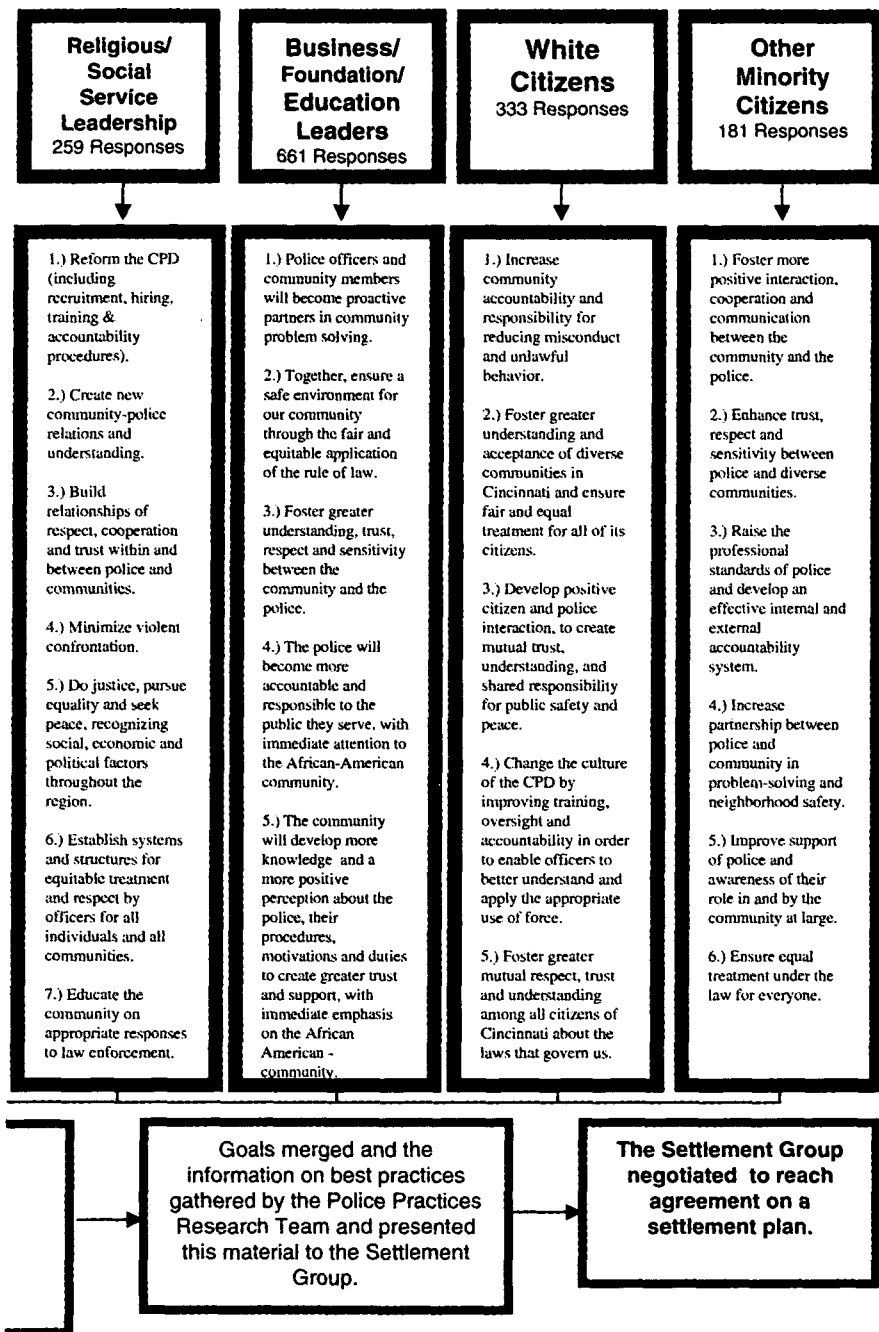 Religious/
Social
Service
Leadership
259 Responses
Business/
Foundation/
Education
Leaders
661 Responses
White
Citizens
333 Responses
Other
Minority
Citizens
181 Responses
1.) Reform the CPD
(including
recruitment, hiring,
training &
accountability
procedures).
2.) Create new
community-police
relations and
understanding.
3.) Build
relationships of
respect, cooperation
and trust within and
between police and
communities.
4.) Minimize violent
confrontation.
5.) Do justice, pursue
equality and seek
peace, recognizing
social, economic and
political factors
throughout the
region.
6.) Establish systems
and structures for
equitable treatment
and respect by
officers for all
individuals and all
communities.
7.) Educate the
community on
appropriate responses
to law enforcement.
1.) Police officers and
community members
will become proactive
partners in community
problem solving.
2.) Together, ensure a
safe environment for
our community
through the fair and
equitable application
of the rule of law.
3.) Foster greater
understanding, trust,
respect and sensitivity
between the
community and the
police.
4.) The police will
become more
accountable and
responsible to the
public they serve, with
immediate attention to
the African-American
community.
5.) The community
will develop more
knowledge and a
more positive
perception about the
police, their
procedures,
motivations and duties
to create greater trust
and support, with
immediate emphasis
on the African
American -
community.
1.) Increase
community
accountability and
responsibility for
reducing misconduct
and unlawful
behavior.
2.) Foster greater
understanding and
acceptance of diverse
communities in
Cincinnati and ensure
fair and equal
treatment for all of its
citizens.
3.) Develop positive
citizen and police
interaction, to create
mutual trust,
understanding, and
shared responsibility
for public safety and
peace.
4.) Change the culture
of the CPD by
improving training,
oversight and
accountability in order
to enable officers to
better understand and
apply the appropriate
use of force.
5.) Foster greater
mutual respect, trust
and understanding
among all citizens of
Cincinnati about the
laws that govern us.
1.) Foster more
positive interaction,
cooperation and
communication
between the
community and the
police.
2.) Enhance trust,
respect and
sensitivity between
police and diverse
communities.
3.) Raise the
professional
standards of police
and develop an
effective internal and
external
accountability
system.
4.) Increase
partnership between
police and
community in
problem-solving and
neighborhood safety.
5.) Improve support
of police and
awareness of their
role in and by the
community at large.
6.) Ensure equal
treatment under the
law for everyone.
Goals merged and the
information on best practices
gathered by the Police Practices
Research Team and presented
this material to the Settlement
Group.
The Settlement Group
negotiated to reach
agreement on a
settlement plan.